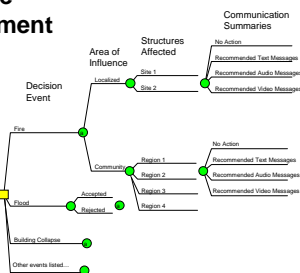 ment
Communication
Summaries
Structures
Affected
Area of
Influence
Decision
Event
No Action
Recommended Text Messages
Recommended Audio Messages
Recommended Video Messages
Site 1
Site 2
Localized
Fire
Community
Region 1
Region 2
Region 3
Region 4
No Action
Recommended Text Messages
Recommended Audio Messages
Recommended Video Messages
Flood
Accepted
Rejected
Building Collapse
Other events listed...